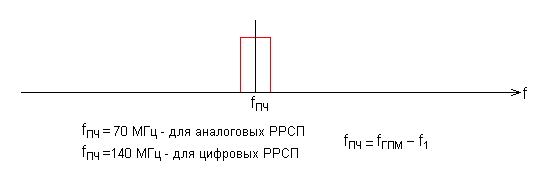 f
fПЧ
fПЧ = 70 МГц - для аналоговых РРСП
fПЧ =140 МГц - для цифровых РРСП
fПЧ = fГПМ – f1